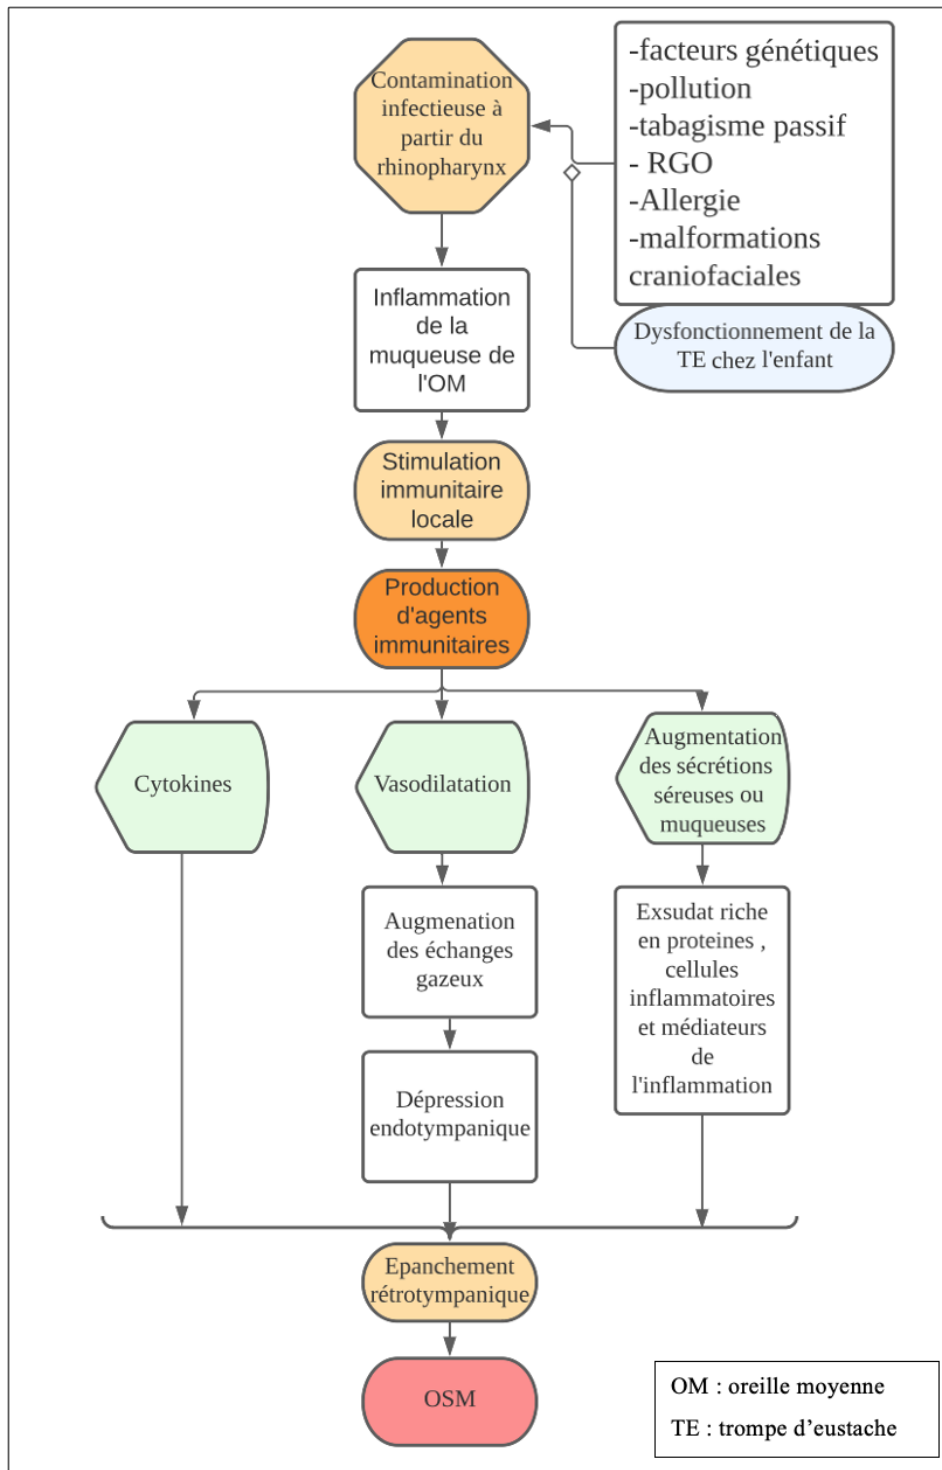 Contamination
infectieuse à
partir du
rhinopharynx
-facteurs génétiques
-pollution
-tabagisme passif
- RGO
-Allergie
-malformations
craniofaciales
Dysfonctionnement de la
TE chez l'enfant
Inflammation
de la
muqueuse de
l'OM
Stimulation
immunitaire
locale
Production
d'agents
immunitaires
Cytokines
Vasodilatation
Augmentation
des sécrétions
séreuses ou
muqueuses
Augmenation
des échanges
gazeux
Dépression
endotympanique
Exsudat riche
en proteines ,
cellules
inflammatoires
et médiateurs
de
l'inflammation
Epanchement
rétrotympanique
OSM
OM : oreille moyenne
TE : trompe d’eustache